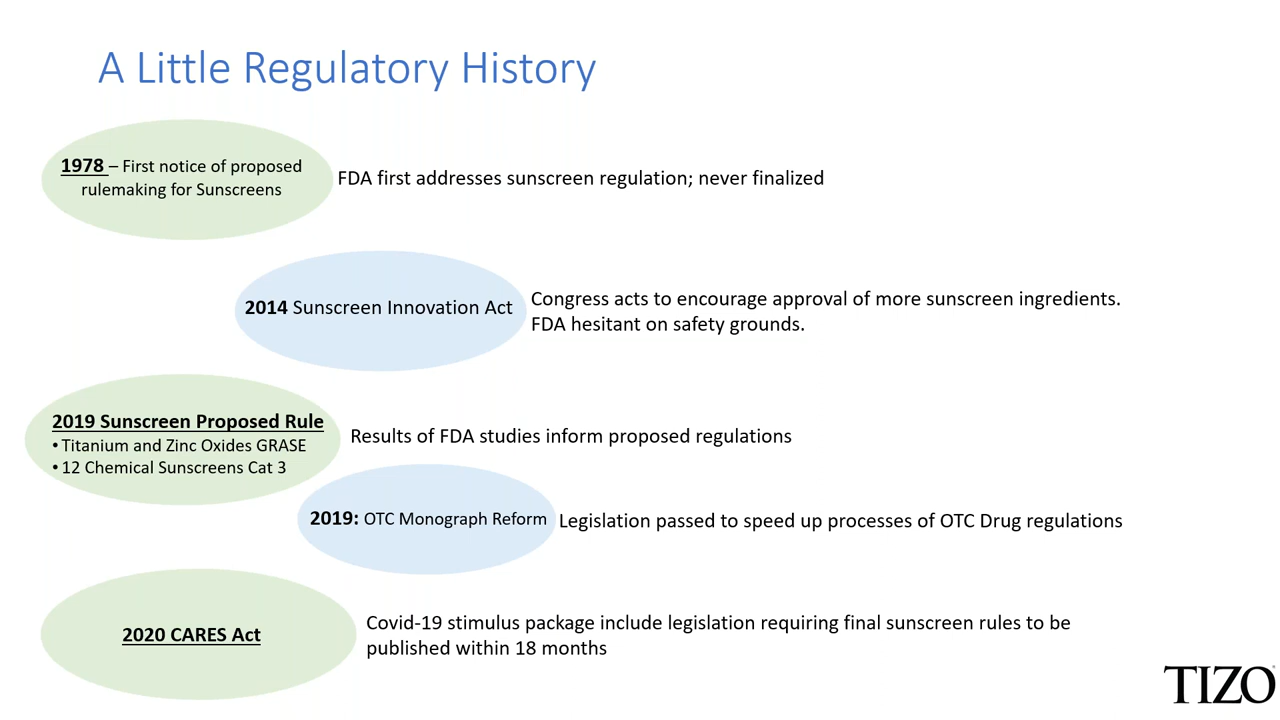 A Little Regulatory History
1978 – First notice of proposed
rulemaking for Sunscreens
FDA first addresses sunscreen regulation; never finalized
2014 Sunscreen Innovation Act
Congress acts to encourage approval of more sunscreen ingredients.
FDA hesitant on safety grounds.
2019 Sunscreen Proposed Rule
• Titanium and Zinc Oxides GRASE
• 12 Chemical Sunscreens Cat 3
Results of FDA studies inform proposed regulations
2019: OTC Monograph Reform
Legislation passed to speed up processes of OTC Drug regulations
2020 CARES Act
Covid-19 stimulus package include legislation requiring final sunscreen rules to be
published within 18 months
TIZO